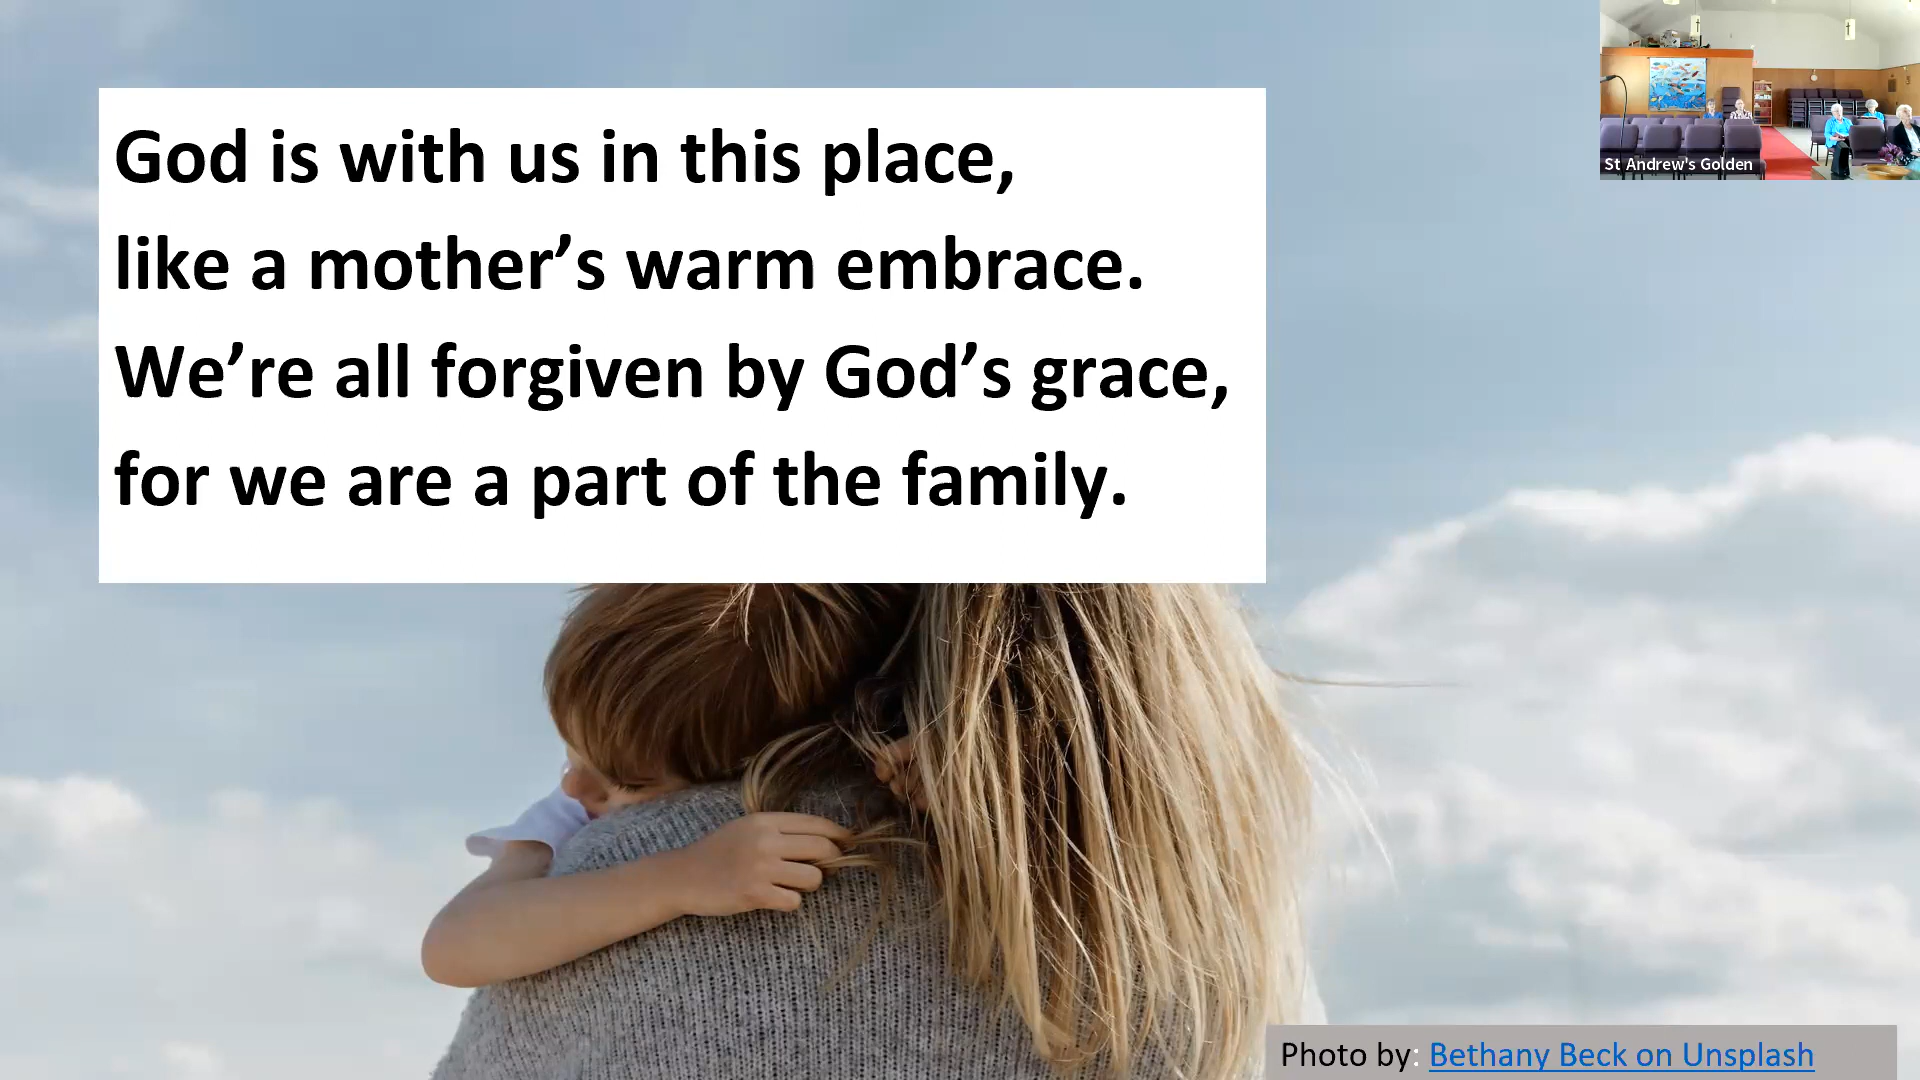 God is with us in this place,
like a mother’s warm embrace.
We’re all forgiven by God’s grace,
for we are a part of the family.
St Andrew's Golden
Photo by: Bethany Beck on Unsplash